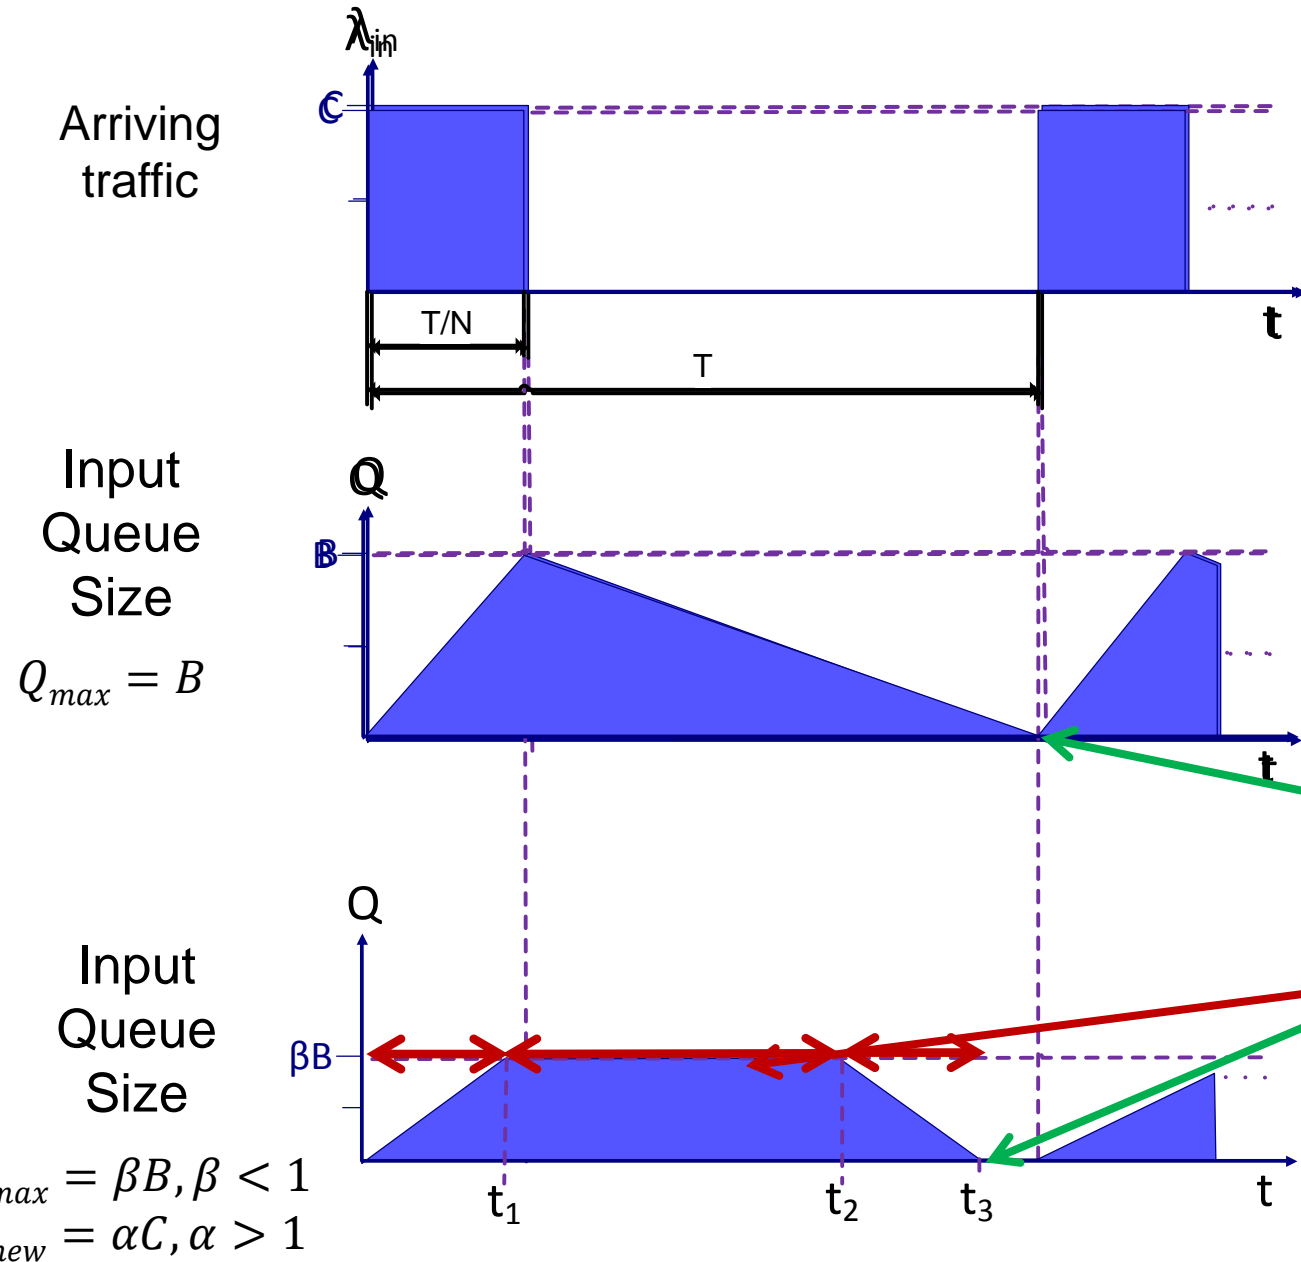 λin
C
Arriving
traffic
T/N
T
t
Input
Queue
Size
Q
B
Qmax = B
t
Q
Input
Queue
Size
βB
max = βB, β < 1
new = αC, α > 1
t1
t2
t3
t